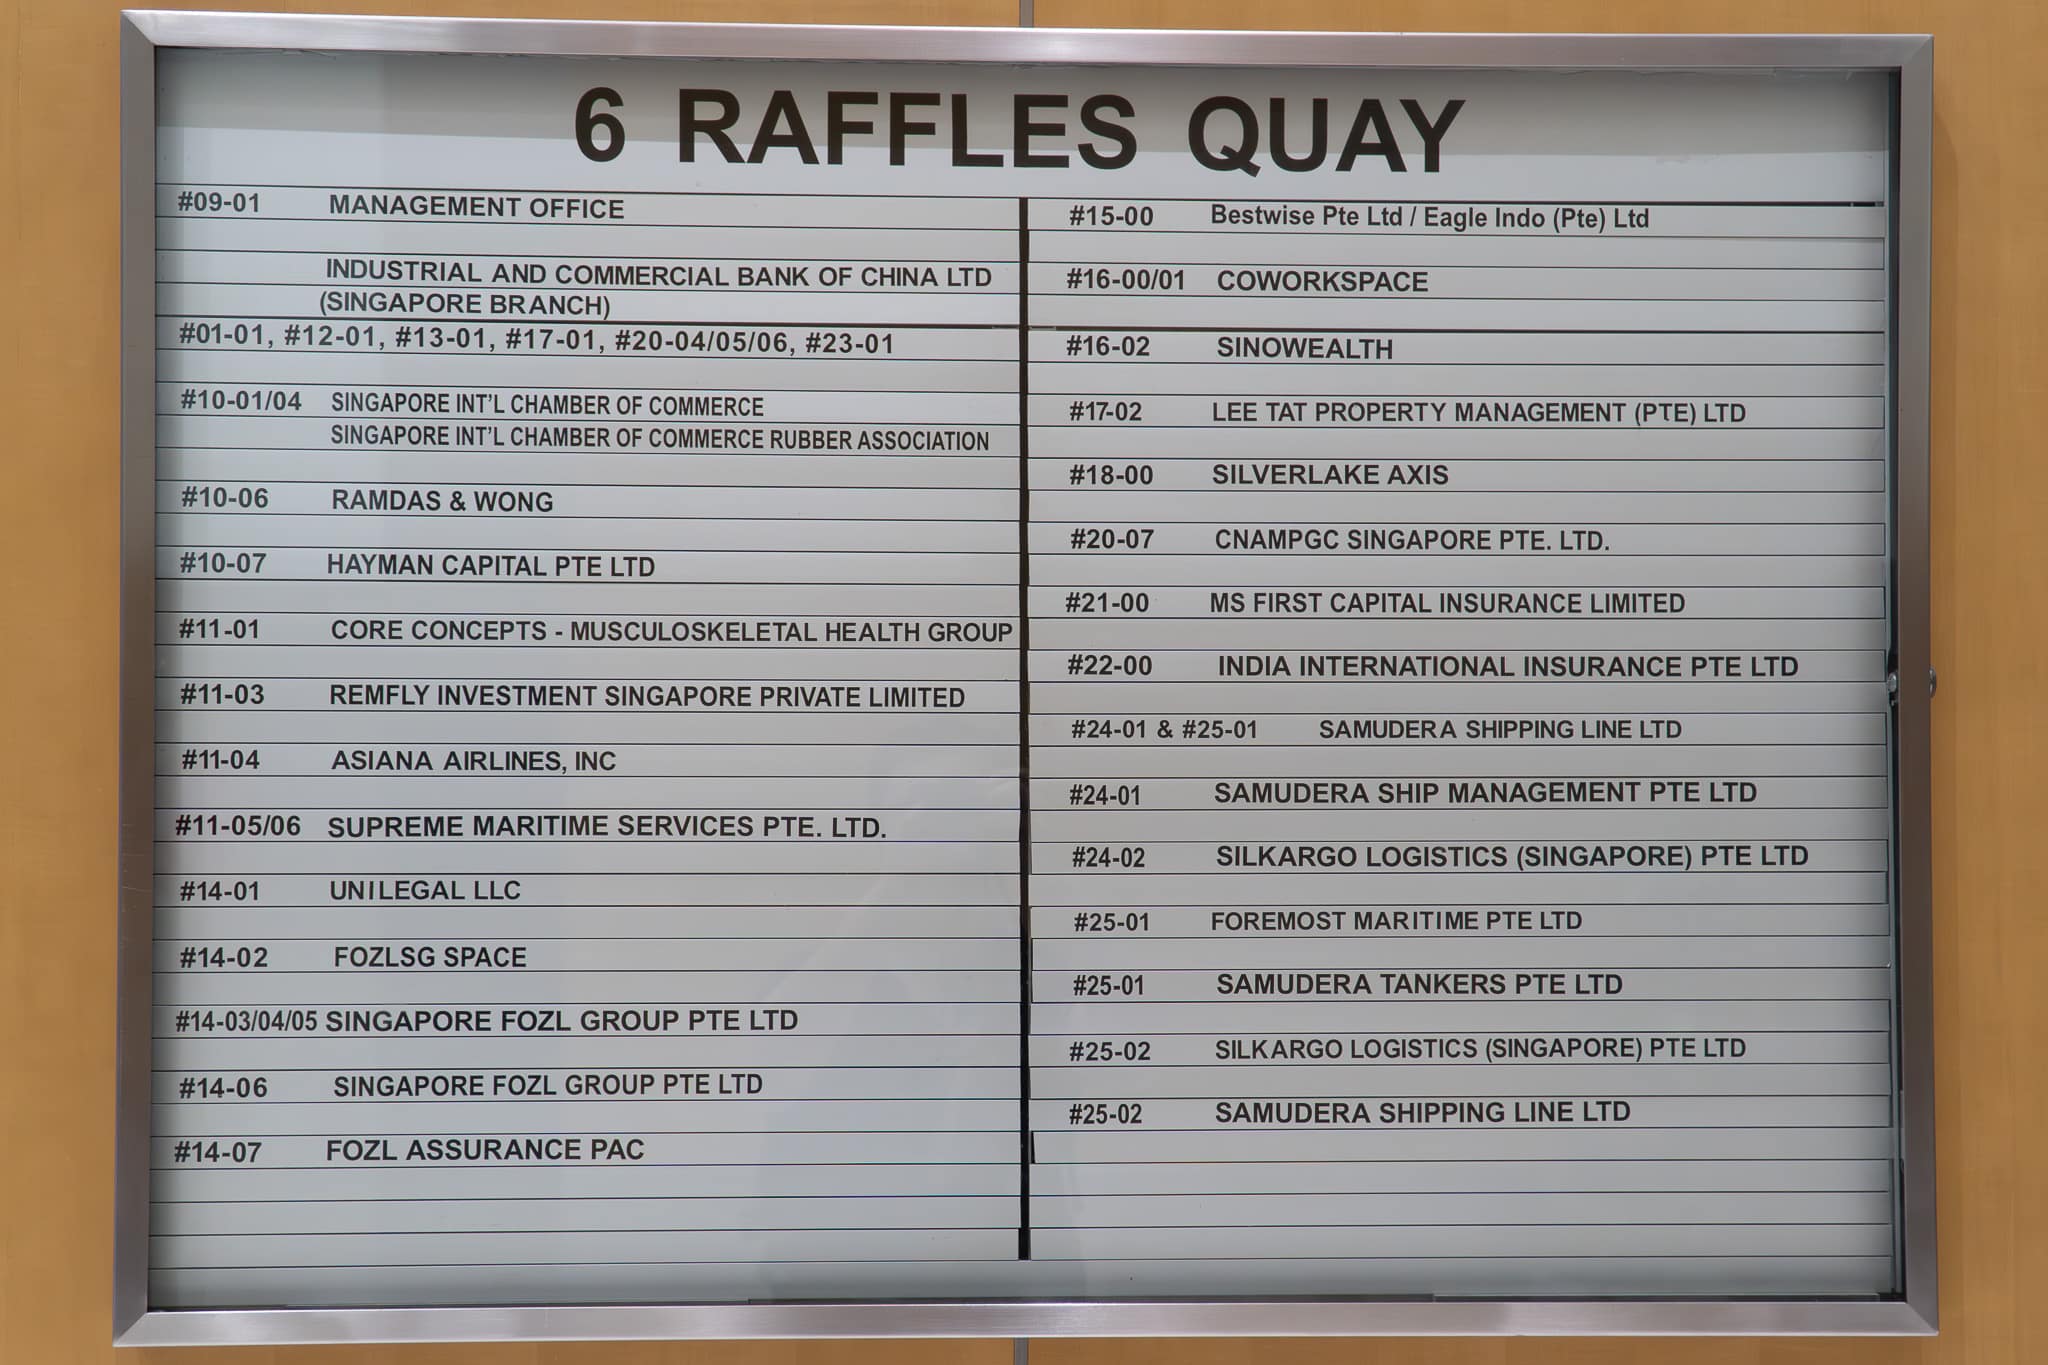 6 RAFFLES QUAY
#09-01 MANAGEMENT OFFICE
INDUSTRIAL AND COMMERCIAL BANK OF CHINA LTD
(SINGAPORE BRANCH)
#01-01, #12-01, #13-01, #17-01, #20-04/05/06, #23-01
#10-01/04 SINGAPORE INT'L CHAMBER OF COMMERCE
SINGAPORE INT'L CHAMBER OF COMMERCE RUBBER ASSOCIATION
#10-06 RAMDAS & WONG
#10-07 HAYMAN CAPITAL PTE LTD
#11-01 CORE CONCEPTS - MUSCULOSKELETAL HEALTH GROUP
#11-03 REMFLY INVESTMENT SINGAPORE PRIVATE LIMITED
#11-04 ASIANA AIRLINES, INC
#11-05/06 SUPREME MARITIME SERVICES PTE. LTD.
#14-01 UNILEGAL LLC
#14-02 FOZLSG SPACE
#14-03/04/05 SINGAPORE FOZL GROUP PTE LTD
#14-06 SINGAPORE FOZL GROUP PTE LTD
#14-07 FOZL ASSURANCE PAC
#15-00 Bestwise Pte Ltd / Eagle Indo (Pte) Ltd
#16-00/01 COWORKSPACE
#16-02 SINOWEALTH
#17-02 LEE TAT PROPERTY MANAGEMENT (PTE) LTD
#18-00 SILVERLAKE AXIS
#20-07 CNAMPGC SINGAPORE PTE. LTD.
#21-00 MS FIRST CAPITAL INSURANCE LIMITED
#22-00 INDIA INTERNATIONAL INSURANCE PTE LTD
#24-01 & #25-01 SAMUDERA SHIPPING LINE LTD
#24-01 SAMUDERA SHIP MANAGEMENT PTE LTD
#24-02 SILKARGO LOGISTICS (SINGAPORE) PTE LTD
#25-01 FOREMOST MARITIME PTE LTD
#25-01 SAMUDERA TANKERS PTE LTD
#25-02 SILKARGO LOGISTICS (SINGAPORE) PTE LTD
#25-02 SAMUDERA SHIPPING LINE LTD